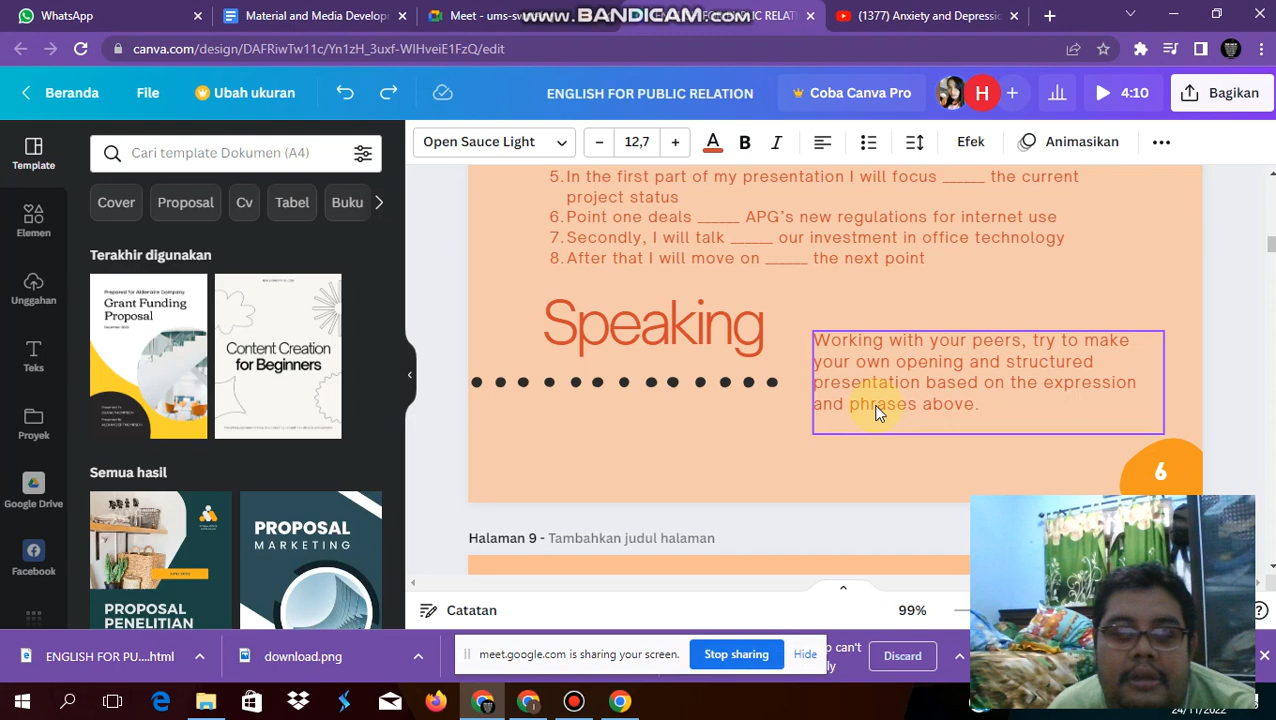 WhatsApp
Material and Media Develop
Meet - ums-sw
R PUBLIC RELATI
(1377) Anxiety and Depressi
www.BANDICAM.com
canva.com/design/DAFRiwTw11c/Yn1zH_3uxf-WIHveiE1FzQ/edit
Beranda
File
Ubah ukuran
ENGLISH FOR PUBLIC RELATION
Coba Canva Pro
H
4:10
Bagikan
Template
Elemen
Unggahan
Teks
Proyek
Google Drive
Facebook
Cari template Dokumen (A4)
Cover
Proposal
Cv
Tabel
Buku
Terakhir digunakan
Grant Funding
Proposal
Content Creation
for Beginners
Semua hasil
PROPOSAL
PENELITIAN
PROPOSAL
MARKETING
Open Sauce Light
12,7
A
B
I
Efek
Animasikan
5. In the first part of my presentation I will focus _____ the current
project status
6. Point one deals _____ APG's new regulations for internet use
7. Secondly, I will talk _____ our investment in office technology
8. After that I will move on _____ the next point
Speaking
Working with your peers, try to make
your own opening and structured
presentation based on the expression
and phrases above.
6
Halaman 9 - Tambahkan judul halaman
Catatan
99%
ENGLISH FOR PU....html
download.png
meet.google.com is sharing your screen.
Stop sharing
Hide
o can't
Discard
24/11/2022